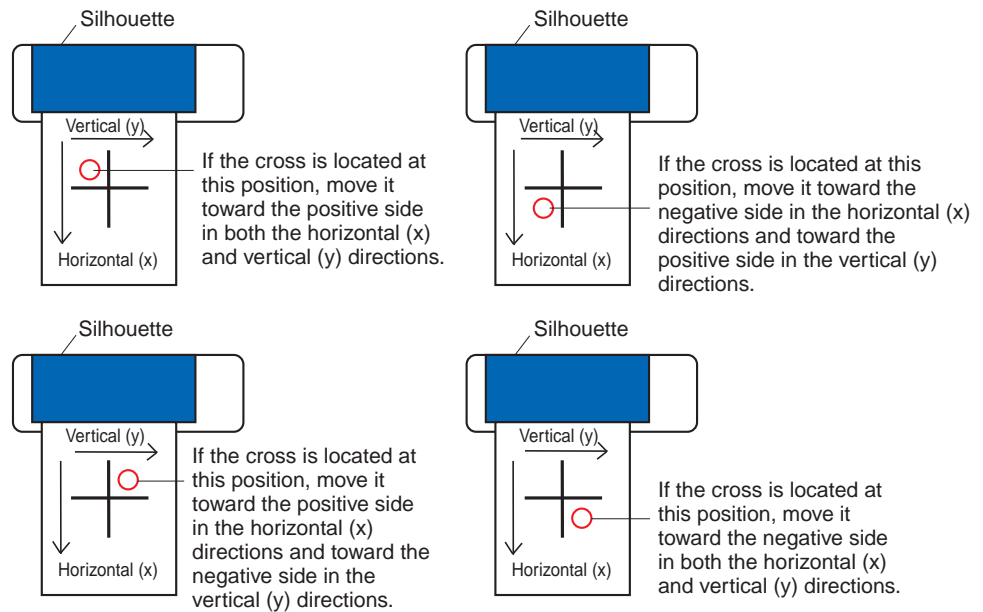 Silhouette
Vertical (y)
If the cross is located at
this position, move it
toward the positive side
in both the horizontal (x)
and vertical (y) directions.
Horizontal (x)
Silhouette
Vertical (y)
If the cross is located at this
position, move it toward the
negative side in the horizontal (x)
directions and toward the
positive side in the vertical (y)
directions.
Horizontal (x)
Silhouette
Vertical (y)
If the cross is located at
this position, move it
toward the positive side
in the horizontal (x)
directions and toward the
negative side in the
vertical (y) directions.
Horizontal (x)
Silhouette
Vertical (y)
If the cross is located at
this position, move it
toward the negative side
in both the horizontal (x)
and vertical (y) directions.
Horizontal (x)